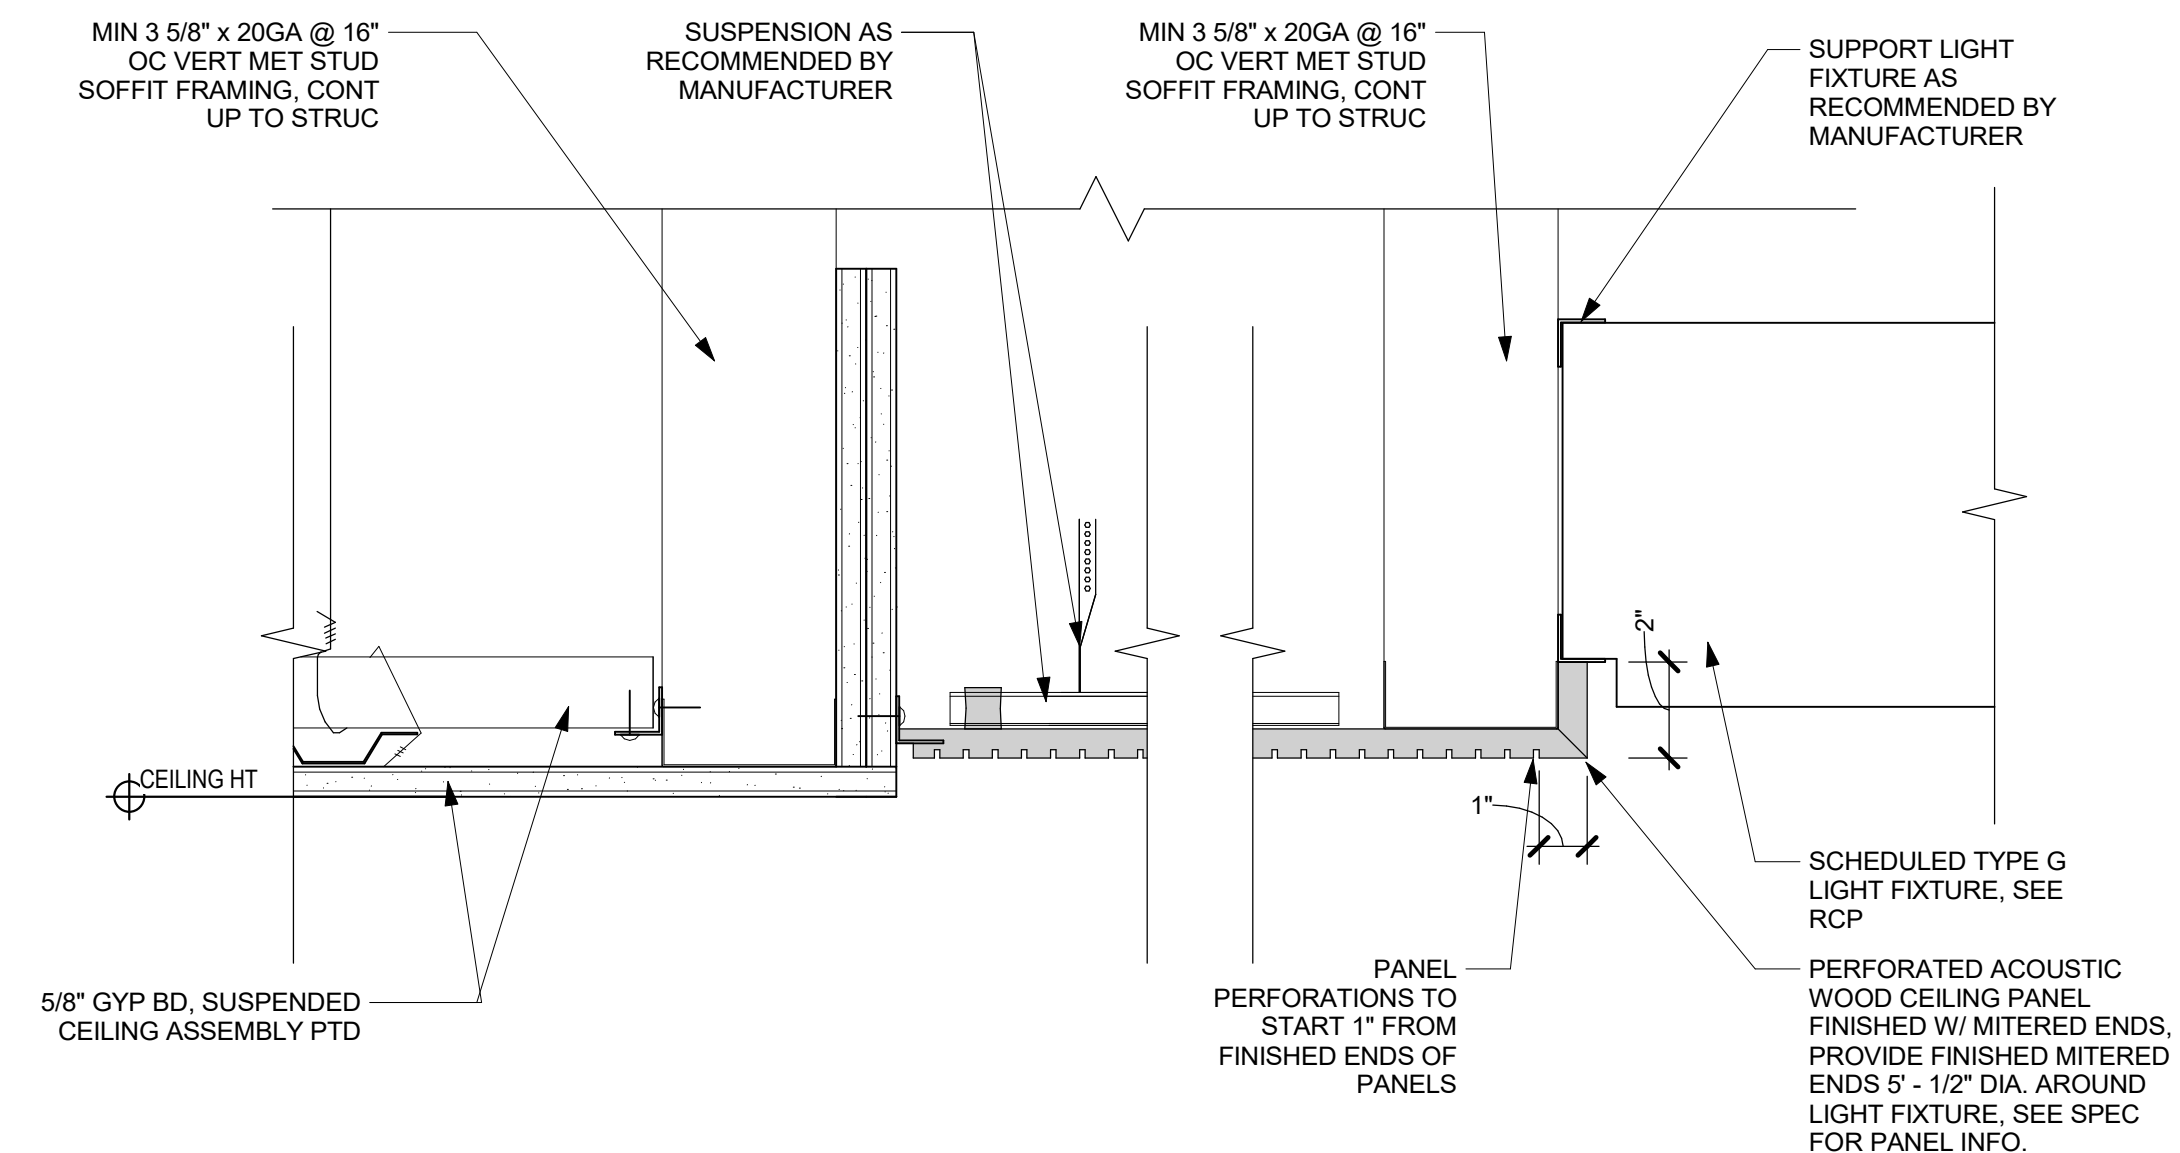 MIN 3 5/8" x 20GA @ 16"
OC VERT MET STUD
SOFFIT FRAMING, CONT
UP TO STRUC
SUSPENSION AS
RECOMMENDED BY
MANUFACTURER
MIN 3 5/8" x 20GA @ 16"
OC VERT MET STUD
SOFFIT FRAMING, CONT
UP TO STRUC
SUPPORT LIGHT
FIXTURE AS
RECOMMENDED BY
MANUFACTURER
2"
CEILING HT
1"
SCHEDULED TYPE G
LIGHT FIXTURE, SEE
RCP
5/8" GYP BD, SUSPENDED
CEILING ASSEMBLY PTD
PANEL
PERFORATIONS TO
START 1" FROM
FINISHED ENDS OF
PANELS
PERFORATED ACOUSTIC
WOOD CEILING PANEL
FINISHED W/ MITERED ENDS,
PROVIDE FINISHED MITERED
ENDS 5' - 1/2" DIA. AROUND
LIGHT FIXTURE, SEE SPEC
FOR PANEL INFO.